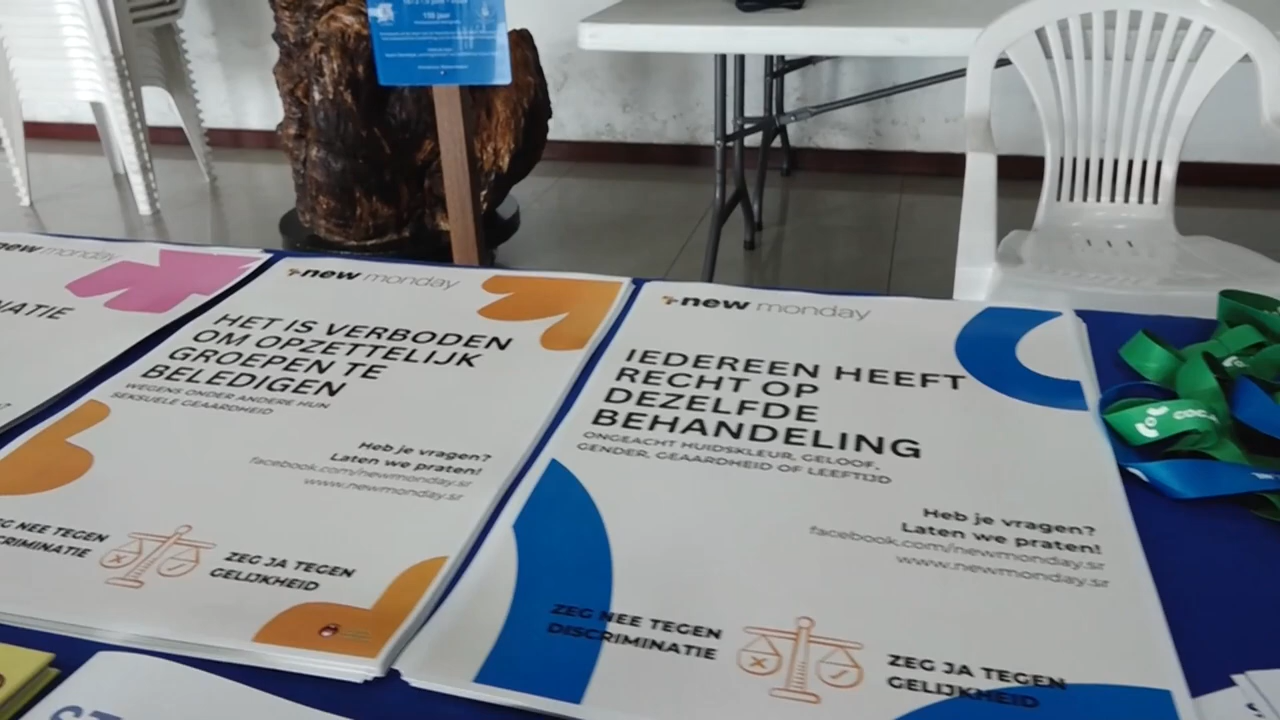 150 jaar
new monday
NATIE
new monday
HET IS VERBODEN
OM OPZETTELIJK
GROEPEN TE
BELEDIGEN
WEGENS ONDER ANDERE HUN
SEKSUELE GEAARDHEID
Heb je vragen?
Laten we praten!
facebook.com/newmonday.sr
www.newmonday.sr
ZEG NEE TEGEN
DISCRIMINATIE
ZEG JA TEGEN
GELIJKHEID
new monday
IEDEREEN HEEFT
RECHT OP
DEZELFDE
BEHANDELING
ONGEACHT HUIDSKLEUR, GELOOF,
GENDER, GEAARDHEID OF LEEFTIJD
Heb je vragen?
Laten we praten!
facebook.com/newmonday.sr
www.newmonday.sr
ZEG NEE TEGEN
DISCRIMINATIE
ZEG JA TEGEN
GELIJKHEID